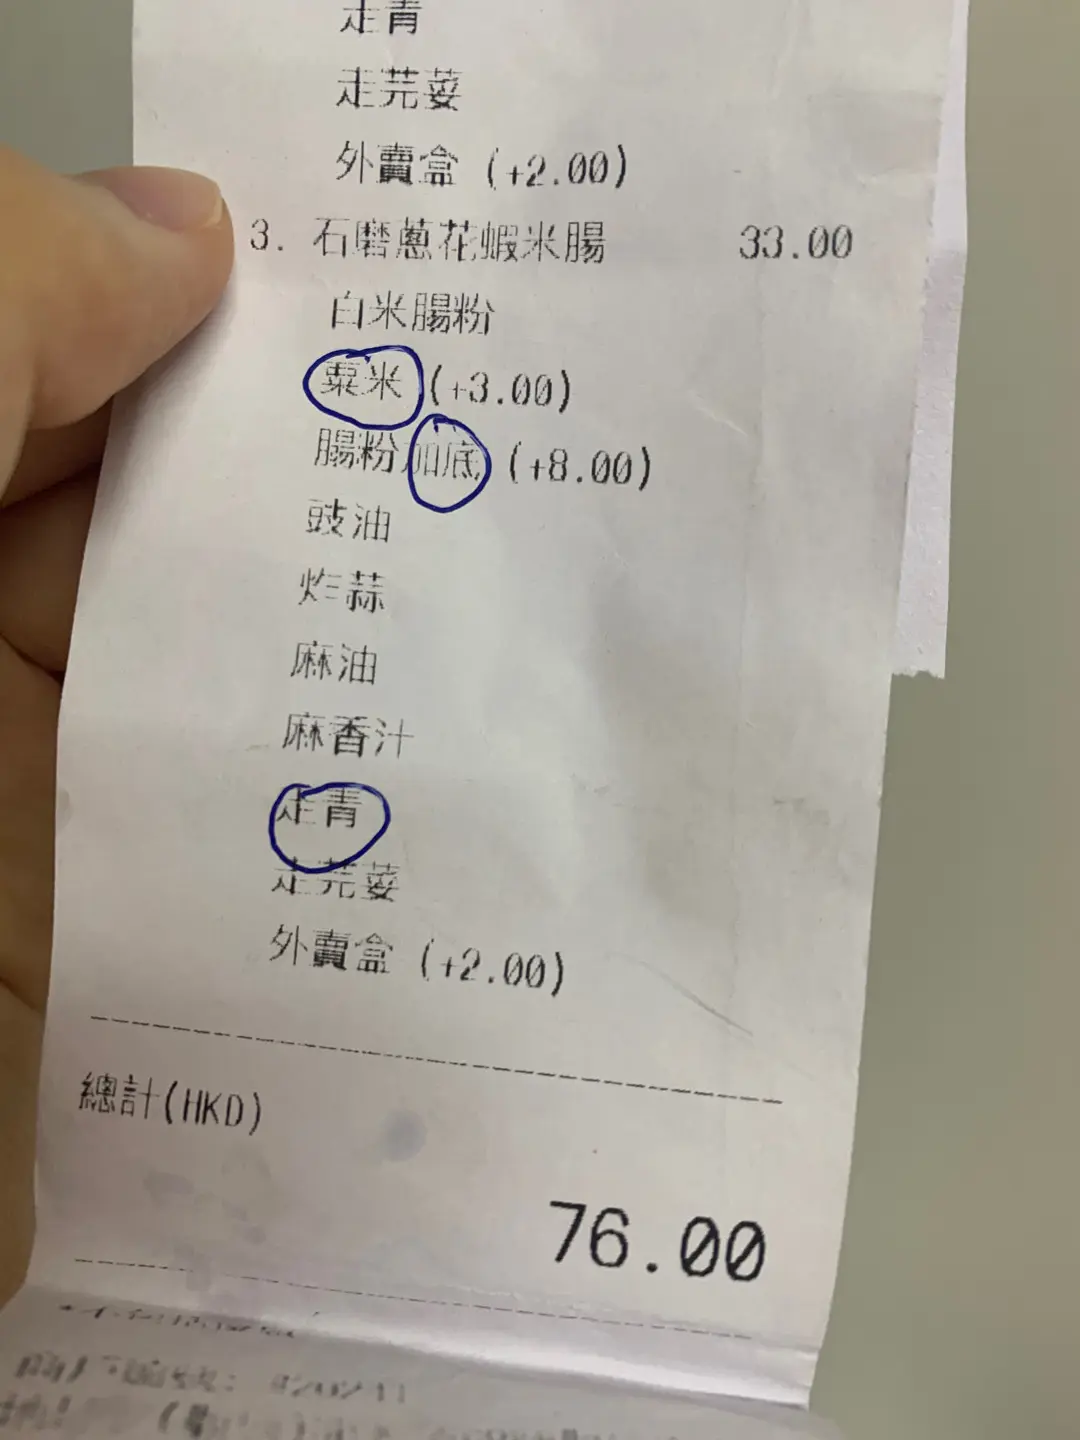 走青
走芫荽
外賣盒 (+2.00)
3. 石磨蔥花蝦米腸 33.00
白米腸粉
粟米 (+3.00)
腸粉加底 (+8.00)
豉油
炸蒜
麻油
麻香汁
走青
走芫荽
外賣盒 (+2.00)
總計(HKD)
76.00